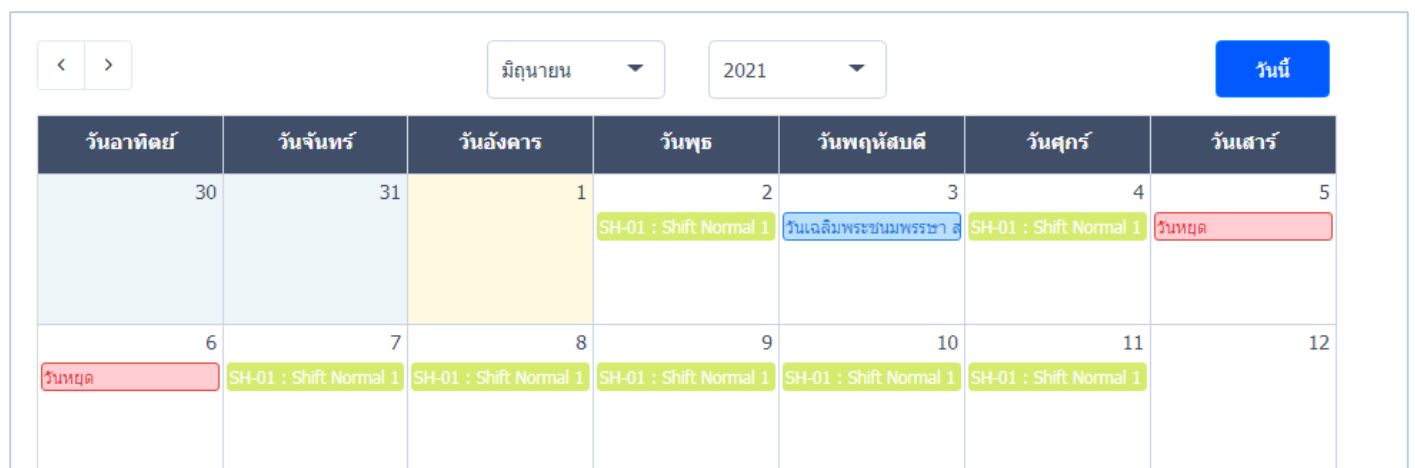 มิถุนายน 2021 วันนี้
วันอาทิตย์ วันจันทร์ วันอังคาร วันพุธ วันพฤหัสบดี วันศุกร์ วันเสาร์
30 31 1 2 3 4 5
SH-01 : Shift Normal 1 วันเฉลิมพระชนมพรรษา ส SH-01 : Shift Normal 1 วันหยุด
6 7 8 9 10 11 12
วันหยุด SH-01 : Shift Normal 1 SH-01 : Shift Normal 1 SH-01 : Shift Normal 1 SH-01 : Shift Normal 1 SH-01 : Shift Normal 1